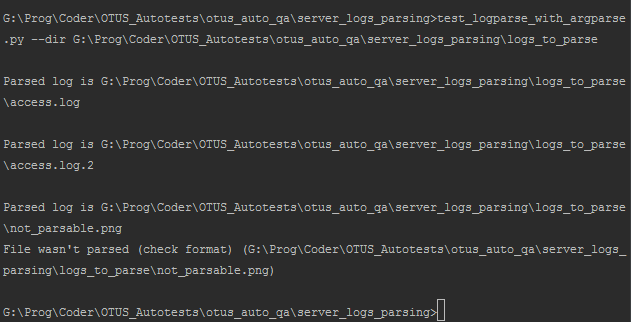 G:\Prog\Coder\OTUS_Autotests\otus_auto_qa\server_logs_parsing>test_logparse_with_argparse
.py --dir G:\Prog\Coder\OTUS_Autotests\otus_auto_qa\server_logs_parsing\logs_to_parse
Parsed log is G:\Prog\Coder\OTUS_Autotests\otus_auto_qa\server_logs_parsing\logs_to_parse
\access.log
Parsed log is G:\Prog\Coder\OTUS_Autotests\otus_auto_qa\server_logs_parsing\logs_to_parse
\access.log.2
Parsed log is G:\Prog\Coder\OTUS_Autotests\otus_auto_qa\server_logs_parsing\logs_to_parse
\not_parsable.png
File wasn't parsed (check format) (G:\Prog\Coder\OTUS_Autotests\otus_auto_qa\server_logs_
parsing\logs_to_parse\not_parsable.png)
G:\Prog\Coder\OTUS_Autotests\otus_auto_qa\server_logs_parsing>